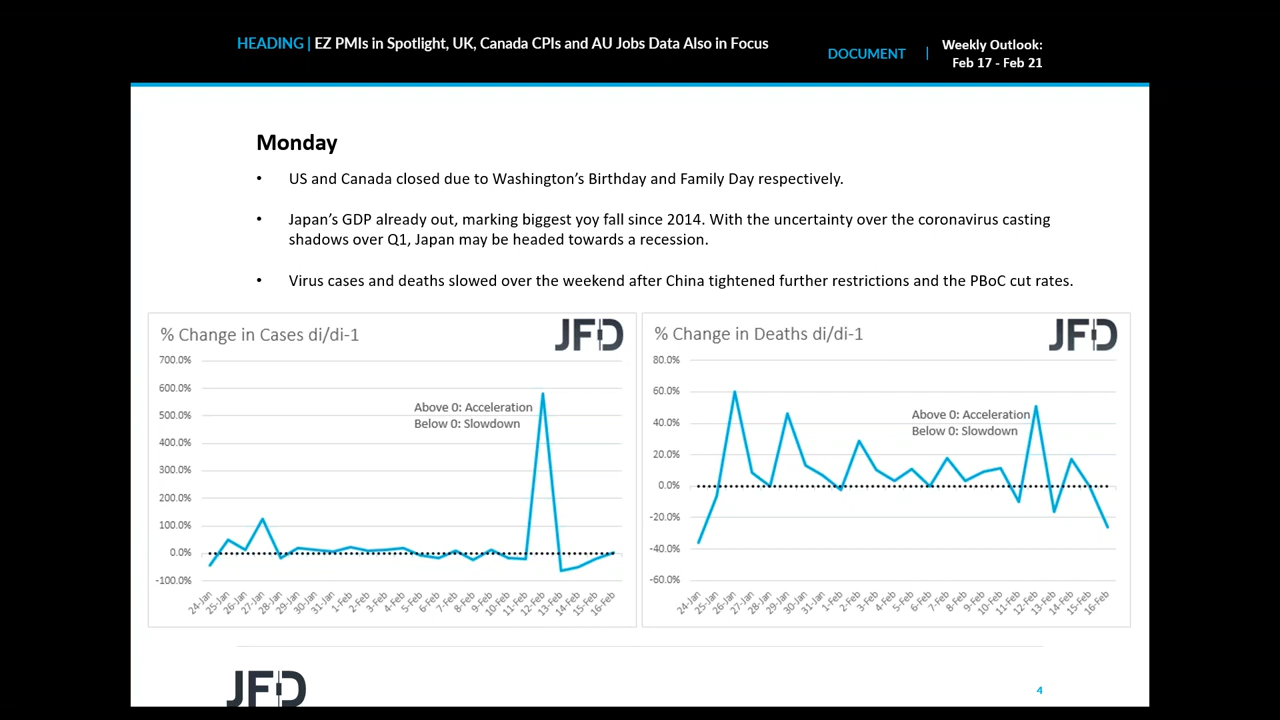 HEADING | EZ PMIs in Spotlight, UK, Canada CPIs and AU Jobs Data Also in Focus
DOCUMENT | Weekly Outlook:
Feb 17 - Feb 21
Monday
• US and Canada closed due to Washington’s Birthday and Family Day respectively.
• Japan’s GDP already out, marking biggest yoy fall since 2014. With the uncertainty over the coronavirus casting
shadows over Q1, Japan may be headed towards a recession.
• Virus cases and deaths slowed over the weekend after China tightened further restrictions and the PBoC cut rates.
% Change in Cases di/di-1
JFD
700.0%
600.0%
500.0%
400.0%
300.0%
200.0%
100.0%
0.0%
-100.0%
Above 0: Acceleration
Below 0: Slowdown
24-Jan
25-Jan
26-Jan
27-Jan
28-Jan
29-Jan
30-Jan
31-Jan
1-Feb
2-Feb
3-Feb
4-Feb
5-Feb
6-Feb
7-Feb
8-Feb
9-Feb
10-Feb
11-Feb
12-Feb
13-Feb
14-Feb
15-Feb
16-Feb
% Change in Deaths di/di-1
JFD
80.0%
60.0%
40.0%
20.0%
0.0%
-20.0%
-40.0%
-60.0%
Above 0: Acceleration
Below 0: Slowdown
24-Jan
25-Jan
26-Jan
27-Jan
28-Jan
29-Jan
30-Jan
31-Jan
1-Feb
2-Feb
3-Feb
4-Feb
5-Feb
6-Feb
7-Feb
8-Feb
9-Feb
10-Feb
11-Feb
12-Feb
13-Feb
14-Feb
15-Feb
16-Feb
JFD
4